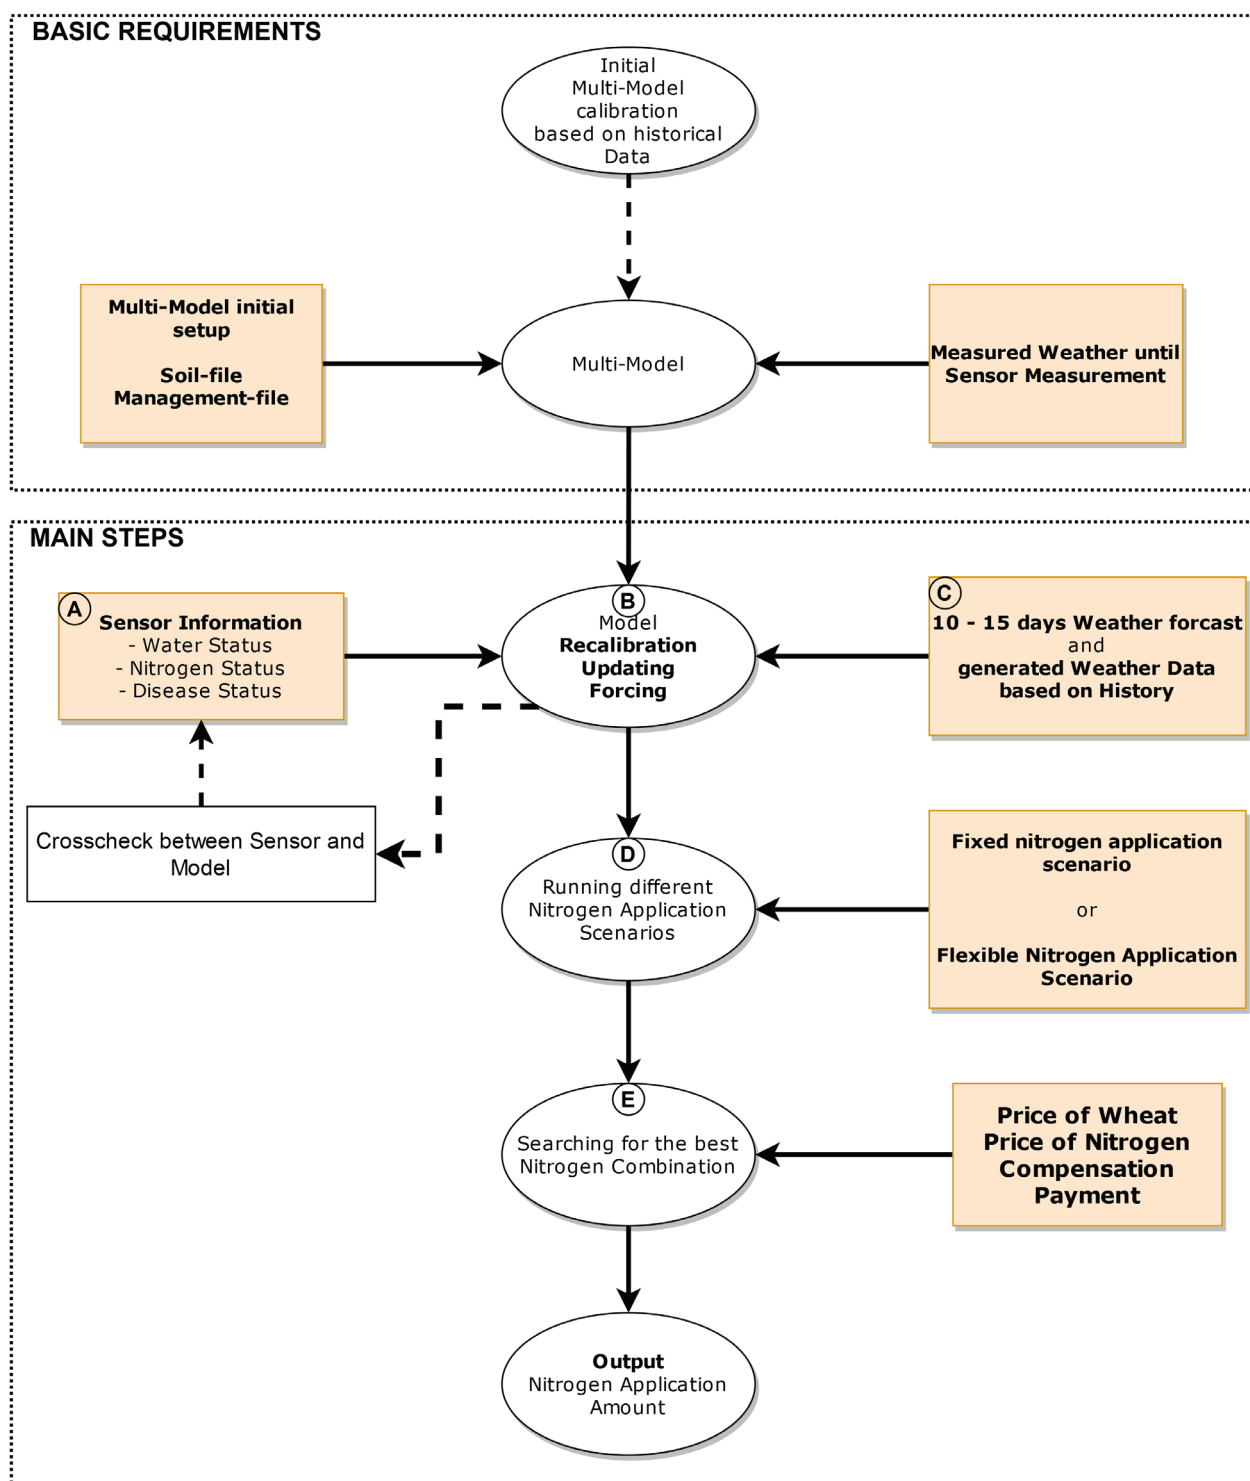 BASIC REQUIREMENTS
Initial
Multi-Model
calibration
based on historical
Data
Multi-Model initial
setup
Soil-file
Management-file
Multi-Model
Measured Weather until
Sensor Measurement
MAIN STEPS
A
Sensor Information
- Water Status
- Nitrogen Status
- Disease Status
B
Model
Recalibration
Updating
Forcing
C
10 - 15 days Weather forcast
and
generated Weather Data
based on History
Crosscheck between Sensor and
Model
D
Running different
Nitrogen Application
Scenarios
Fixed nitrogen application
scenario
or
Flexible Nitrogen Application
Scenario
E
Searching for the best
Nitrogen Combination
Price of Wheat
Price of Nitrogen
Compensation
Payment
Output
Nitrogen Application
Amount